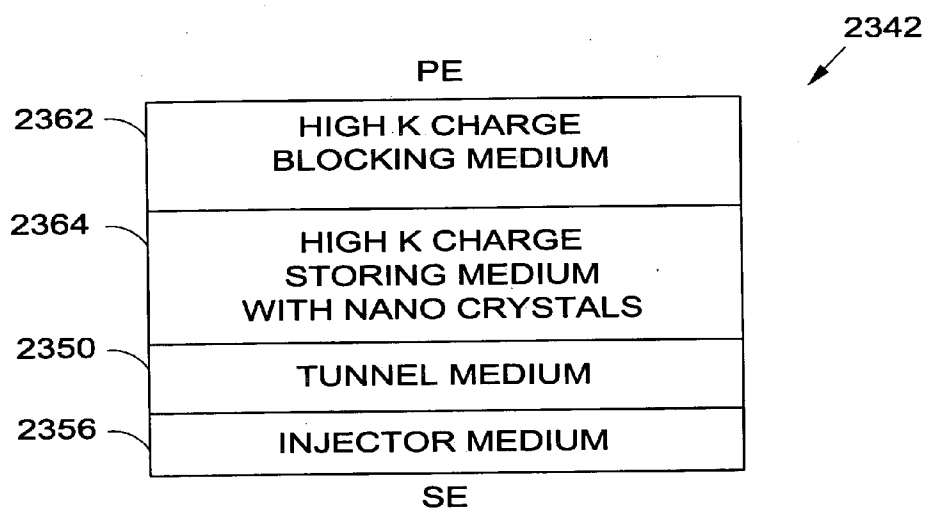 2342
PE
2362
HIGH K CHARGE
BLOCKING MEDIUM
2364
HIGH K CHARGE
STORING MEDIUM
WITH NANO CRYSTALS
2350
TUNNEL MEDIUM
2356
INJECTOR MEDIUM
SE